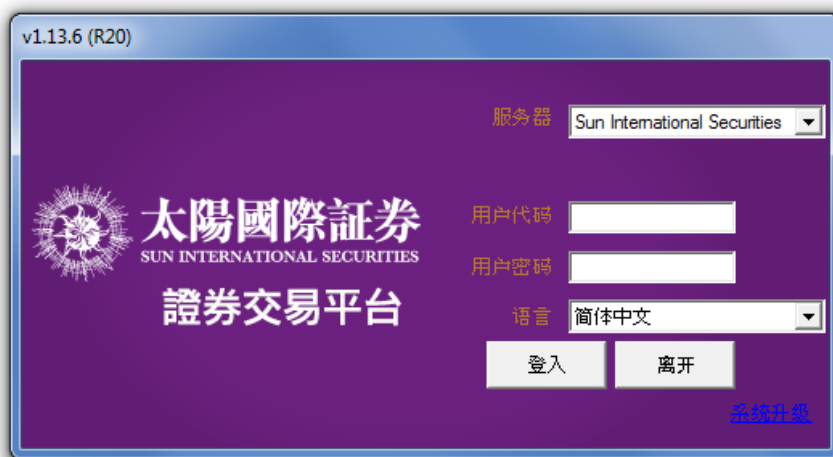 v1.13.6 (R20)
服务器 Sun International Securities
太陽國際証券
SUN INTERNATIONAL SECURITIES
證券交易平台
用户代码
用户密码
语言 简体中文
登入 离开
系统升级